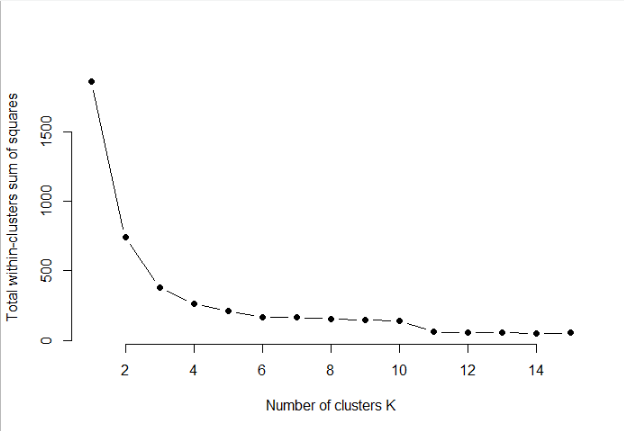 Total within-clusters sum of squares
1500
1000
500
0
2 4 6 8 10 12 14
Number of clusters K